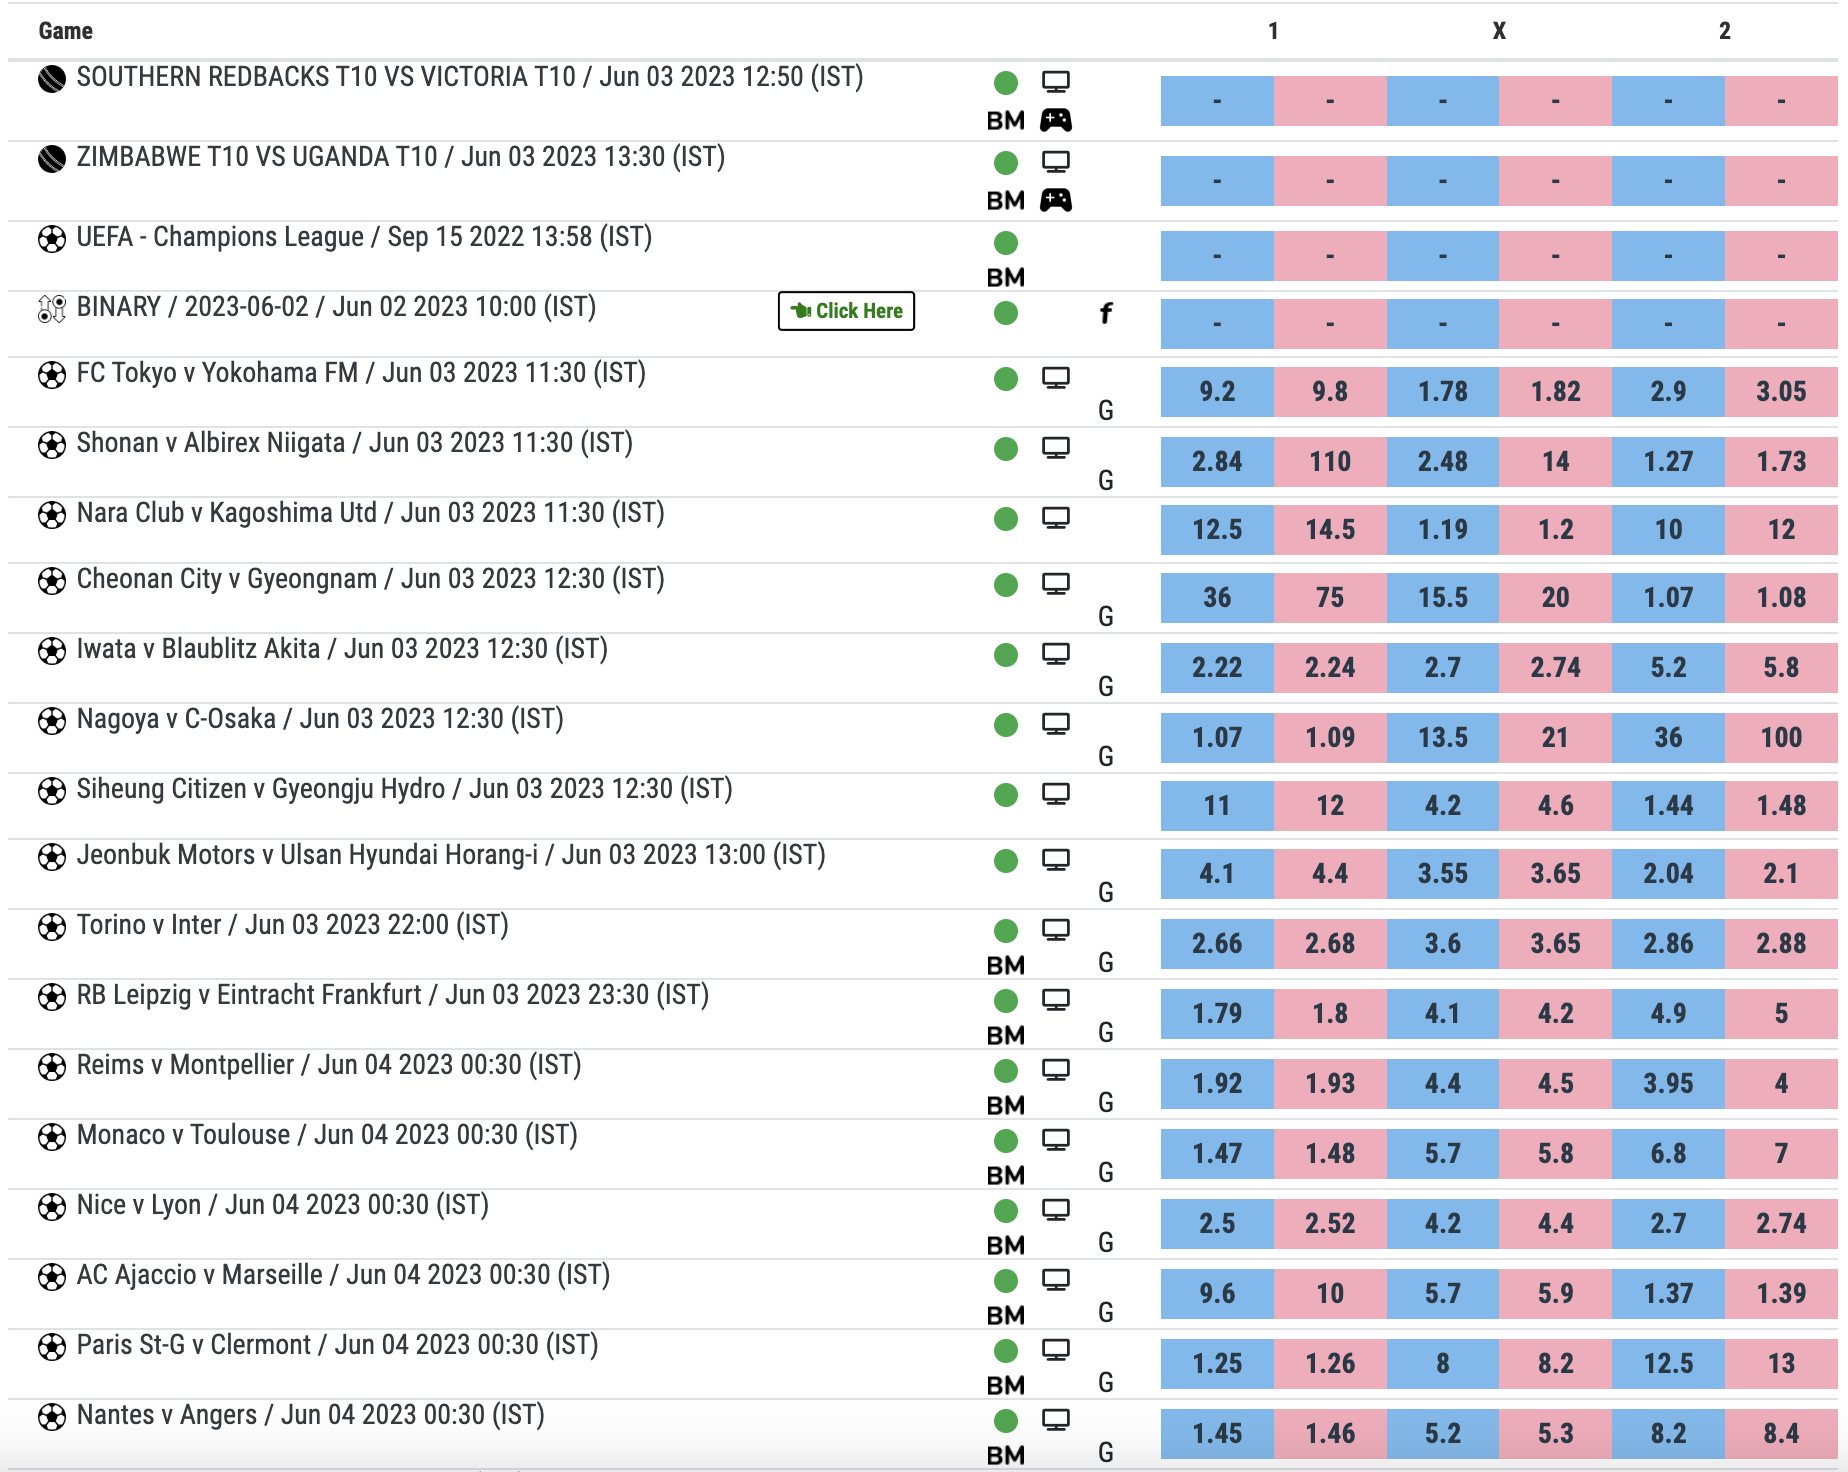 Game 1 X 2
SOUTHERN REDBACKS T10 VS VICTORIA T10 / Jun 03 2023 12:50 (IST)
- - - - - -
BM
ZIMBABWE T10 VS UGANDA T10 / Jun 03 2023 13:30 (IST)
- - - - - -
BM
UEFA - Champions League / Sep 15 2022 13:58 (IST)
- - - - - -
BM
BINARY / 2023-06-02 / Jun 02 2023 10:00 (IST) Click Here f
- - - - - -
FC Tokyo v Yokohama FM / Jun 03 2023 11:30 (IST)
9.2 9.8 1.78 1.82 2.9 3.05
G
Shonan v Albirex Niigata / Jun 03 2023 11:30 (IST)
2.84 110 2.48 14 1.27 1.73
G
Nara Club v Kagoshima Utd / Jun 03 2023 11:30 (IST)
12.5 14.5 1.19 1.2 10 12
Cheonan City v Gyeongnam / Jun 03 2023 12:30 (IST)
36 75 15.5 20 1.07 1.08
G
Iwata v Blaublitz Akita / Jun 03 2023 12:30 (IST)
2.22 2.24 2.7 2.74 5.2 5.8
G
Nagoya v C-Osaka / Jun 03 2023 12:30 (IST)
1.07 1.09 13.5 21 36 100
G
Siheung Citizen v Gyeongju Hydro / Jun 03 2023 12:30 (IST)
11 12 4.2 4.6 1.44 1.48
Jeonbuk Motors v Ulsan Hyundai Horang-i / Jun 03 2023 13:00 (IST)
4.1 4.4 3.55 3.65 2.04 2.1
G
Torino v Inter / Jun 03 2023 22:00 (IST)
2.66 2.68 3.6 3.65 2.86 2.88
BM G
RB Leipzig v Eintracht Frankfurt / Jun 03 2023 23:30 (IST)
1.79 1.8 4.1 4.2 4.9 5
BM G
Reims v Montpellier / Jun 04 2023 00:30 (IST)
1.92 1.93 4.4 4.5 3.95 4
BM G
Monaco v Toulouse / Jun 04 2023 00:30 (IST)
1.47 1.48 5.7 5.8 6.8 7
BM G
Nice v Lyon / Jun 04 2023 00:30 (IST)
2.5 2.52 4.2 4.4 2.7 2.74
BM G
AC Ajaccio v Marseille / Jun 04 2023 00:30 (IST)
9.6 10 5.7 5.9 1.37 1.39
BM G
Paris St-G v Clermont / Jun 04 2023 00:30 (IST)
1.25 1.26 8 8.2 12.5 13
BM G
Nantes v Angers / Jun 04 2023 00:30 (IST)
1.45 1.46 5.2 5.3 8.2 8.4
BM G